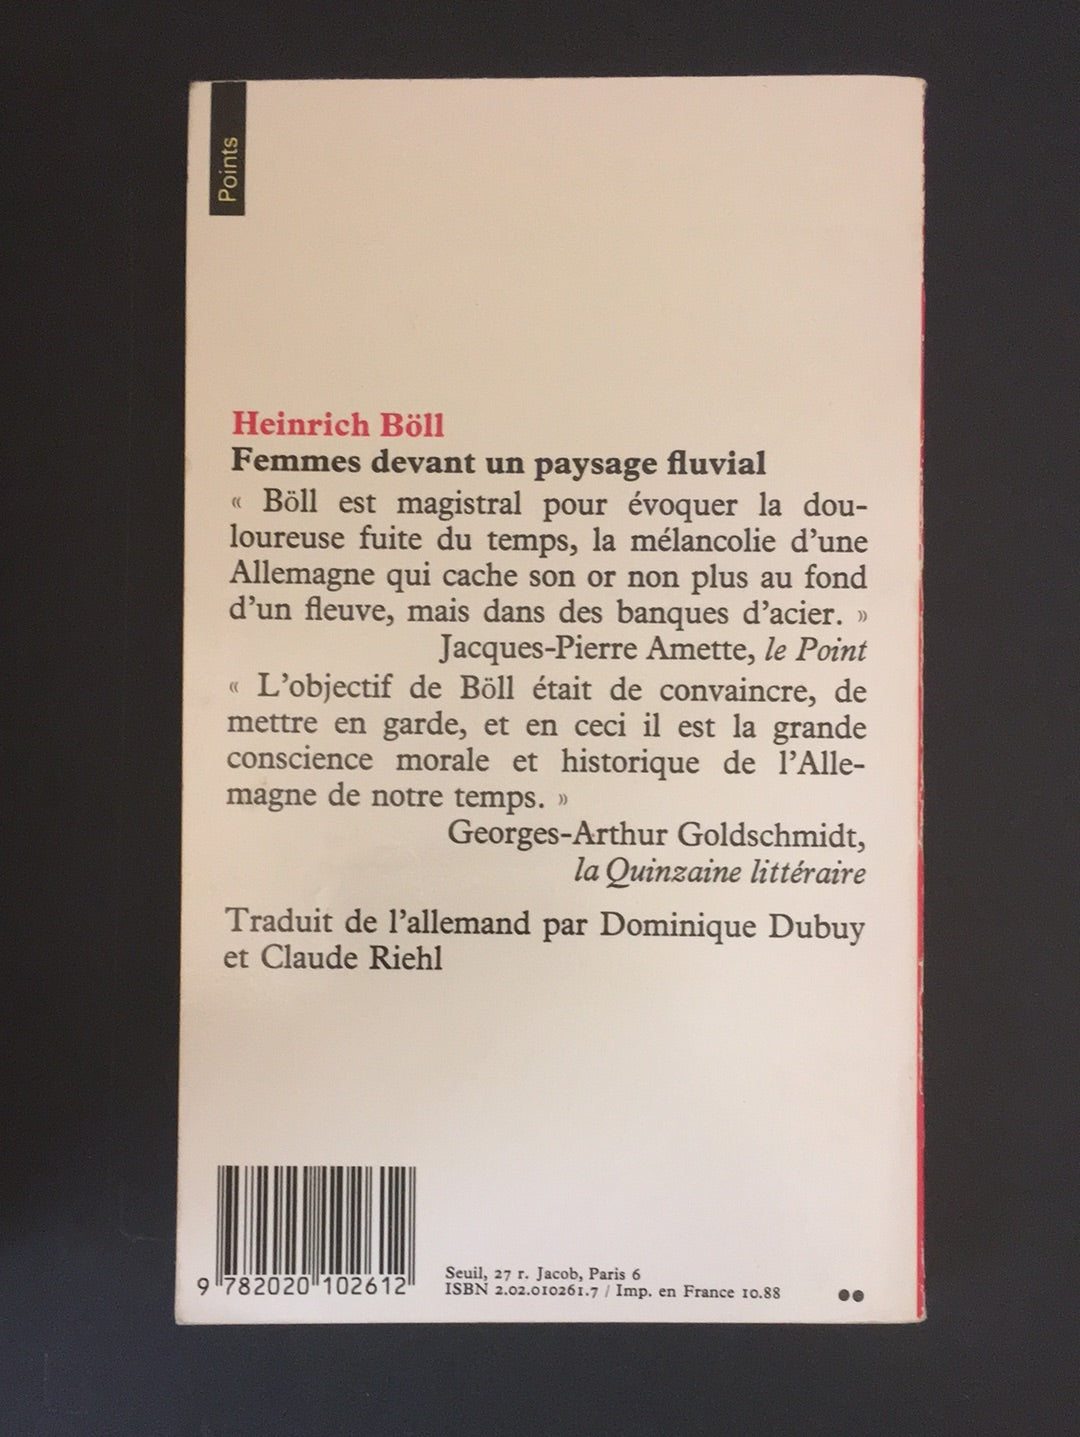 Points
Heinrich Böll
Femmes devant un paysage fluvial
« Böll est magistral pour évoquer la dou-
loureuse fuite du temps, la mélancolie d'une
Allemagne qui cache son or non plus au fond
d'un fleuve, mais dans des banques d'acier. »
Jacques-Pierre Amette, le Point
« L'objectif de Böll était de convaincre, de
mettre en garde, et en ceci il est la grande
conscience morale et historique de l'Alle-
magne de notre temps. »
Georges-Arthur Goldschmidt,
la Quinzaine littéraire
Traduit de l'allemand par Dominique Dubuy
et Claude Riehl
9 782020 102612
Seuil, 27 r. Jacob, Paris 6
ISBN 2.02.010261.7 / Imp. en France 10.88